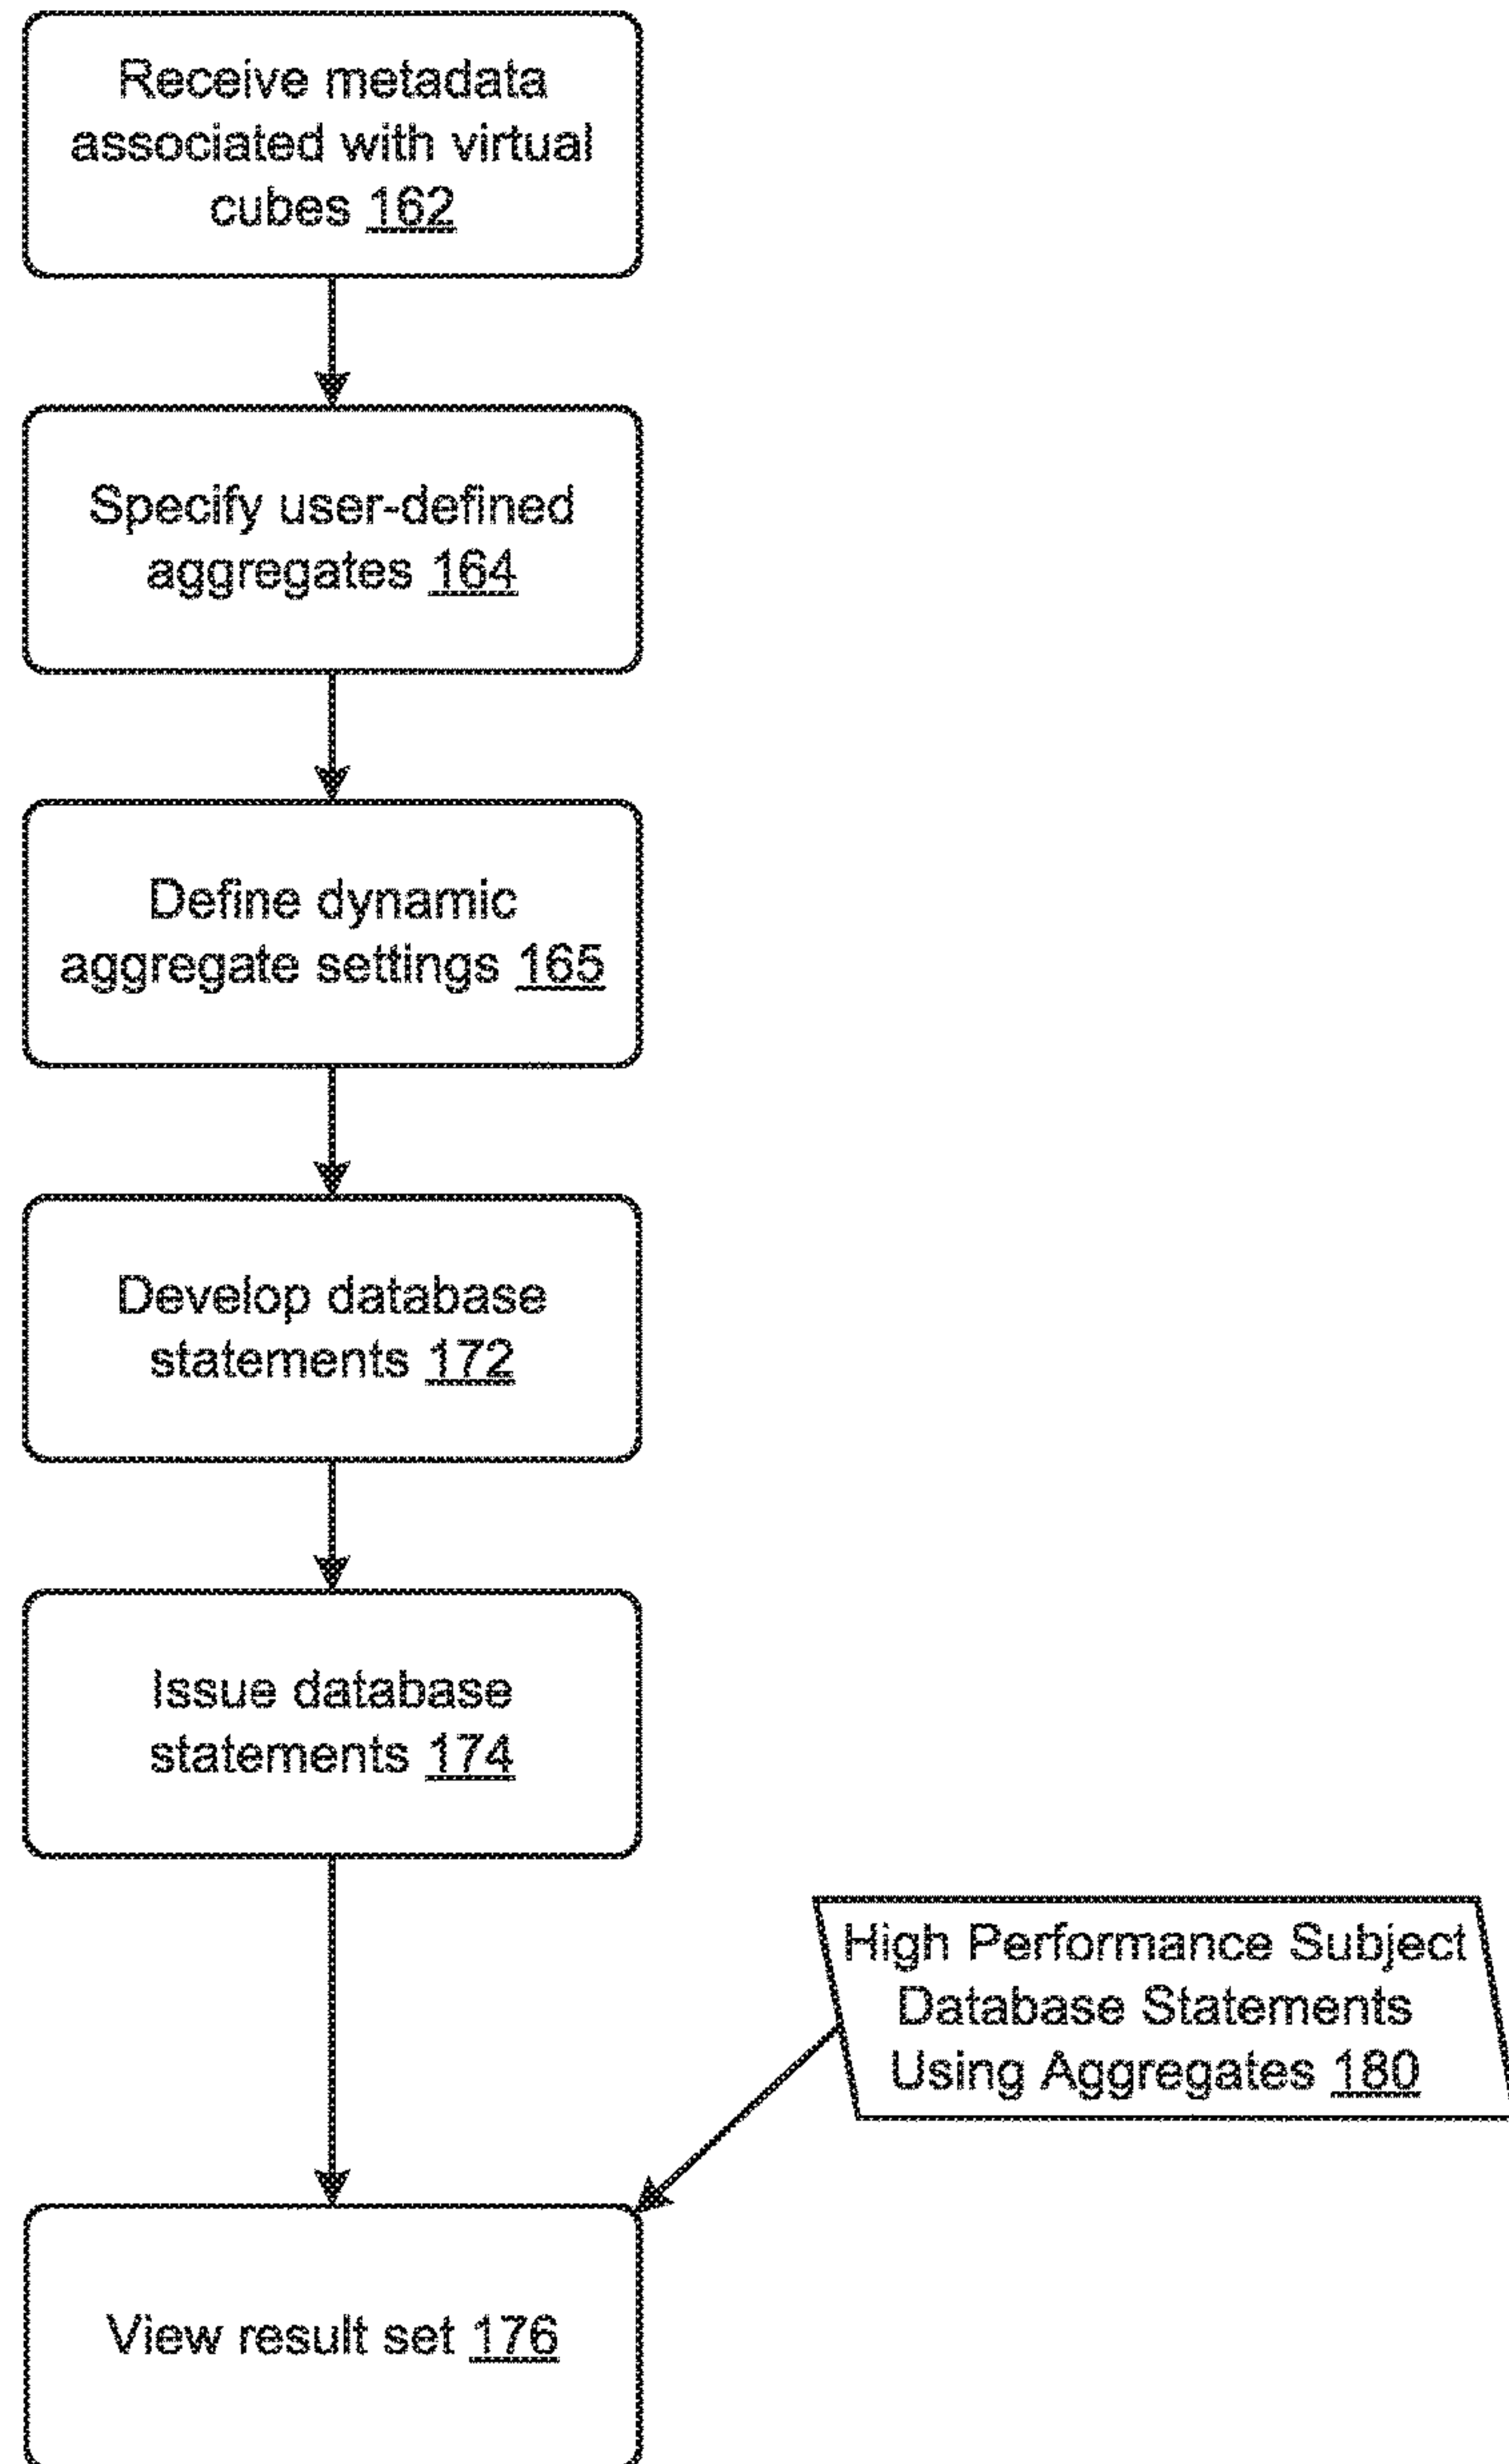 Receive metadata
associated with virtual
cubes 162
Specify user-defined
aggregates 164
Define dynamic
aggregate settings 165
Develop database
statements 172
Issue database
statements 174
High Performance Subject
Database Statements
Using Aggregates 180
View result set 176